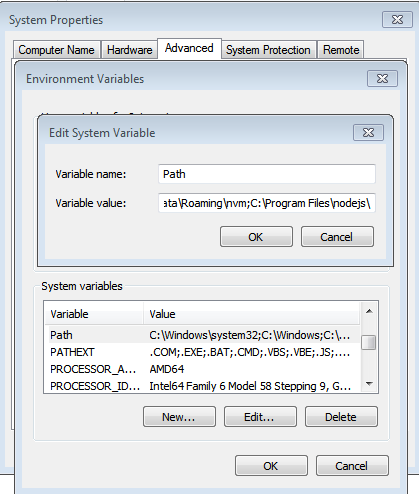 System Properties
Computer Name Hardware Advanced System Protection Remote
Environment Variables
Edit System Variable
Variable name: Path
Variable value: ata\Roaming\nvm;C:\Program Files\nodejs\
OK Cancel
System variables
Variable Value
Path C:\Windows\system32;C:\Windows;C:\...
PATHEXT .COM;.EXE;.BAT;.CMD;.VBS;.VBE;.JS;....
PROCESSOR_A... AMD64
PROCESSOR_ID... Intel64 Family 6 Model 58 Stepping 9, G...
New... Edit... Delete
OK Cancel